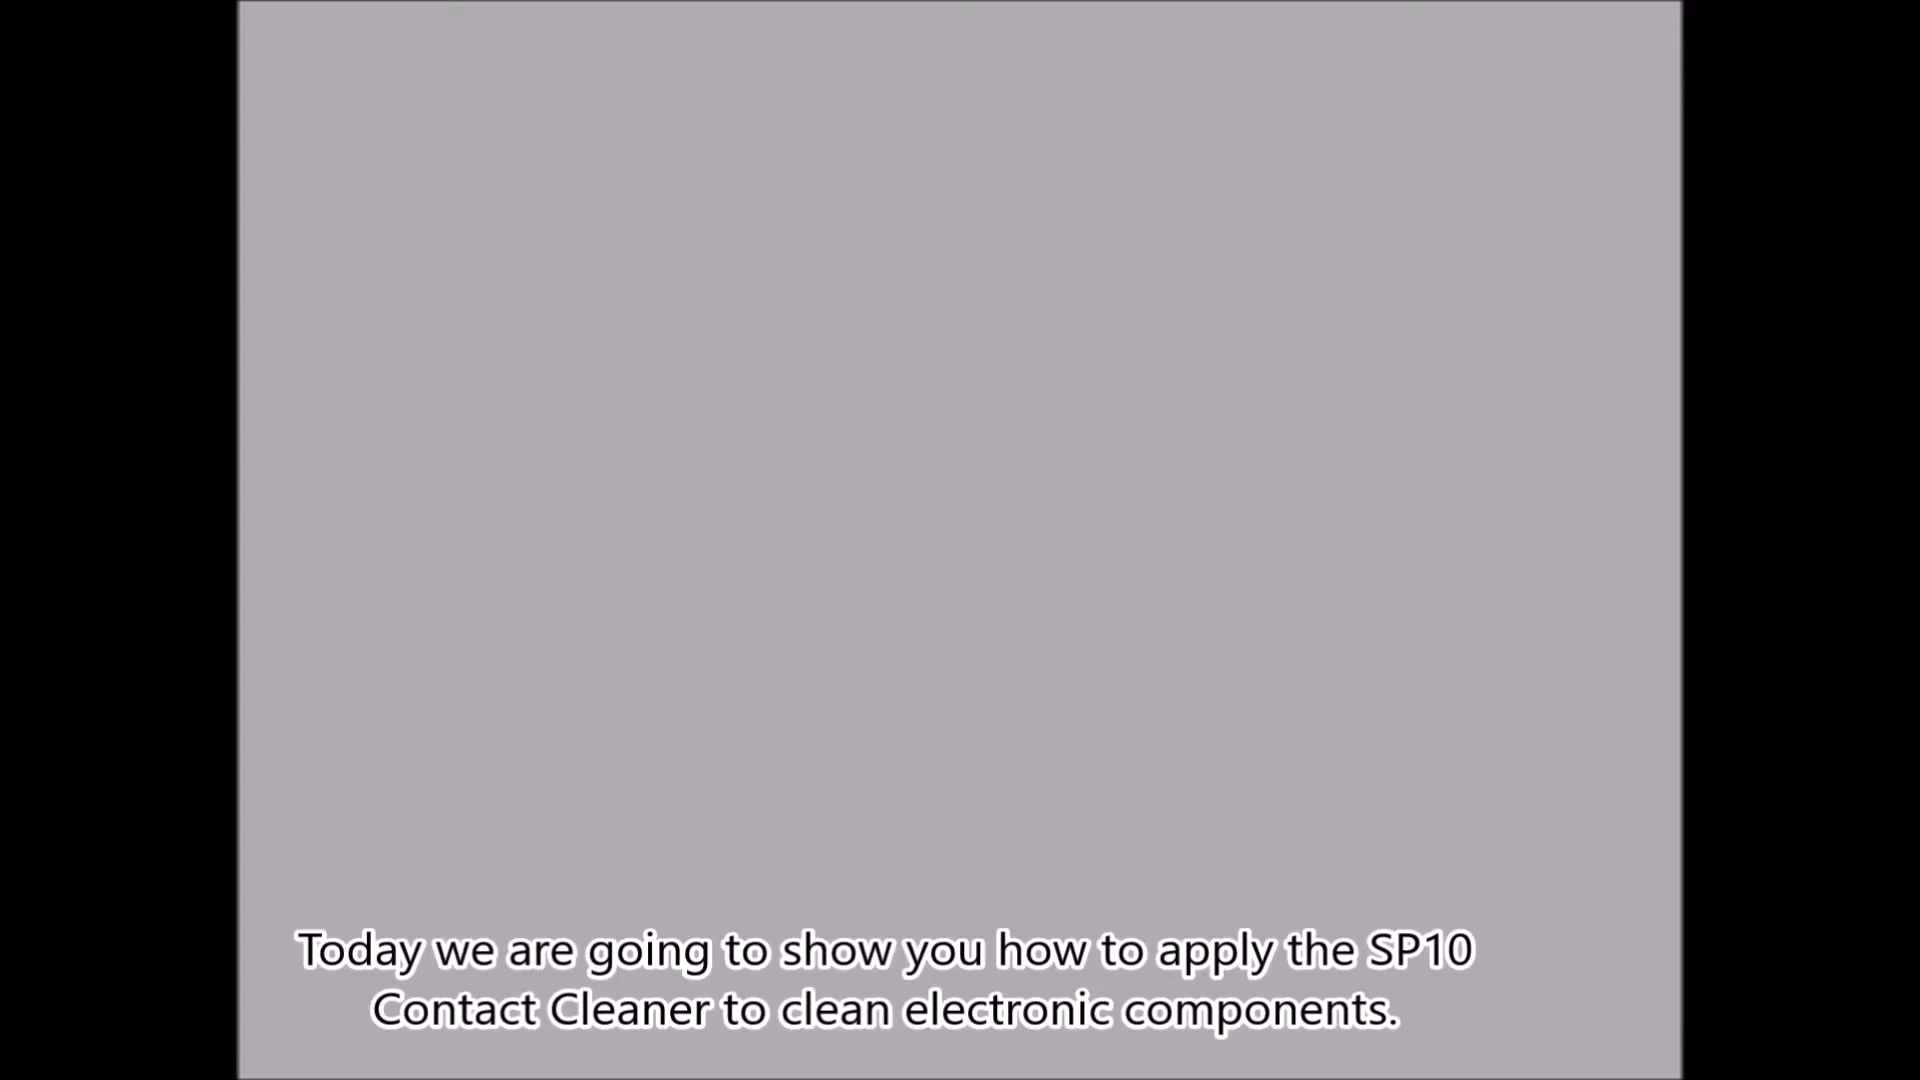 Today we are going to show you how to apply the SP10
Contact Cleaner to clean electronic components.